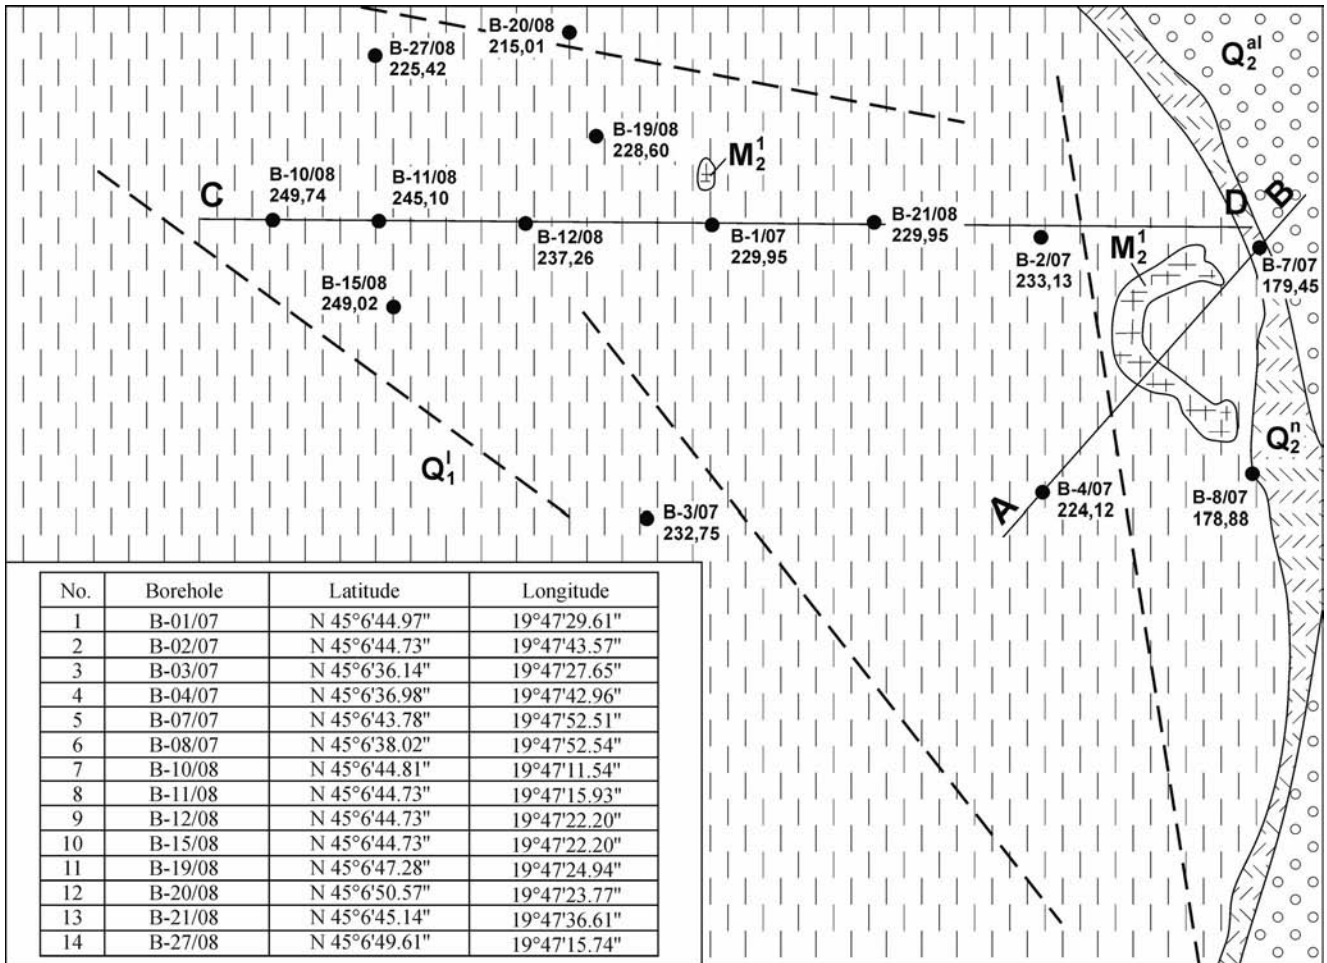 B-20/08
215,01
B-27/08
225,42
Q₂ᵃˡ
B-19/08
228,60
M₂¹
B-10/08
249,74
B-11/08
245,10
C
D
B
B-12/08
237,26
B-1/07
229,95
B-21/08
229,95
B-2/07
233,13
M₂¹
B-7/07
179,45
B-15/08
249,02
Q₁ˡ
Q₂ⁿ
B-3/07
232,75
A
B-4/07
224,12
B-8/07
178,88
No. Borehole Latitude Longitude
1 B-01/07 N 45°6'44.97" 19°47'29.61"
2 B-02/07 N 45°6'44.73" 19°47'43.57"
3 B-03/07 N 45°6'36.14" 19°47'27.65"
4 B-04/07 N 45°6'36.98" 19°47'42.96"
5 B-07/07 N 45°6'43.78" 19°47'52.51"
6 B-08/07 N 45°6'38.02" 19°47'52.54"
7 B-10/08 N 45°6'44.81" 19°47'11.54"
8 B-11/08 N 45°6'44.73" 19°47'15.93"
9 B-12/08 N 45°6'44.73" 19°47'22.20"
10 B-15/08 N 45°6'44.73" 19°47'22.20"
11 B-19/08 N 45°6'47.28" 19°47'24.94"
12 B-20/08 N 45°6'50.57" 19°47'23.77"
13 B-21/08 N 45°6'45.14" 19°47'36.61"
14 B-27/08 N 45°6'49.61" 19°47'15.74"